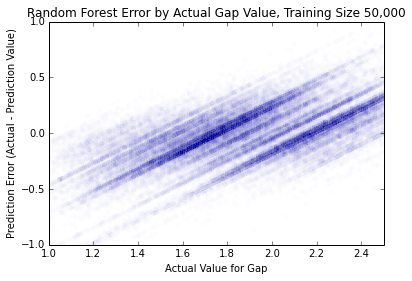 Random Forest Error by Actual Gap Value, Training Size 50,000
Prediction Error (Actual - Prediction Value)
1.0
0.5
0.0
−0.5
−1.0
1.0 1.2 1.4 1.6 1.8 2.0 2.2 2.4
Actual Value for Gap